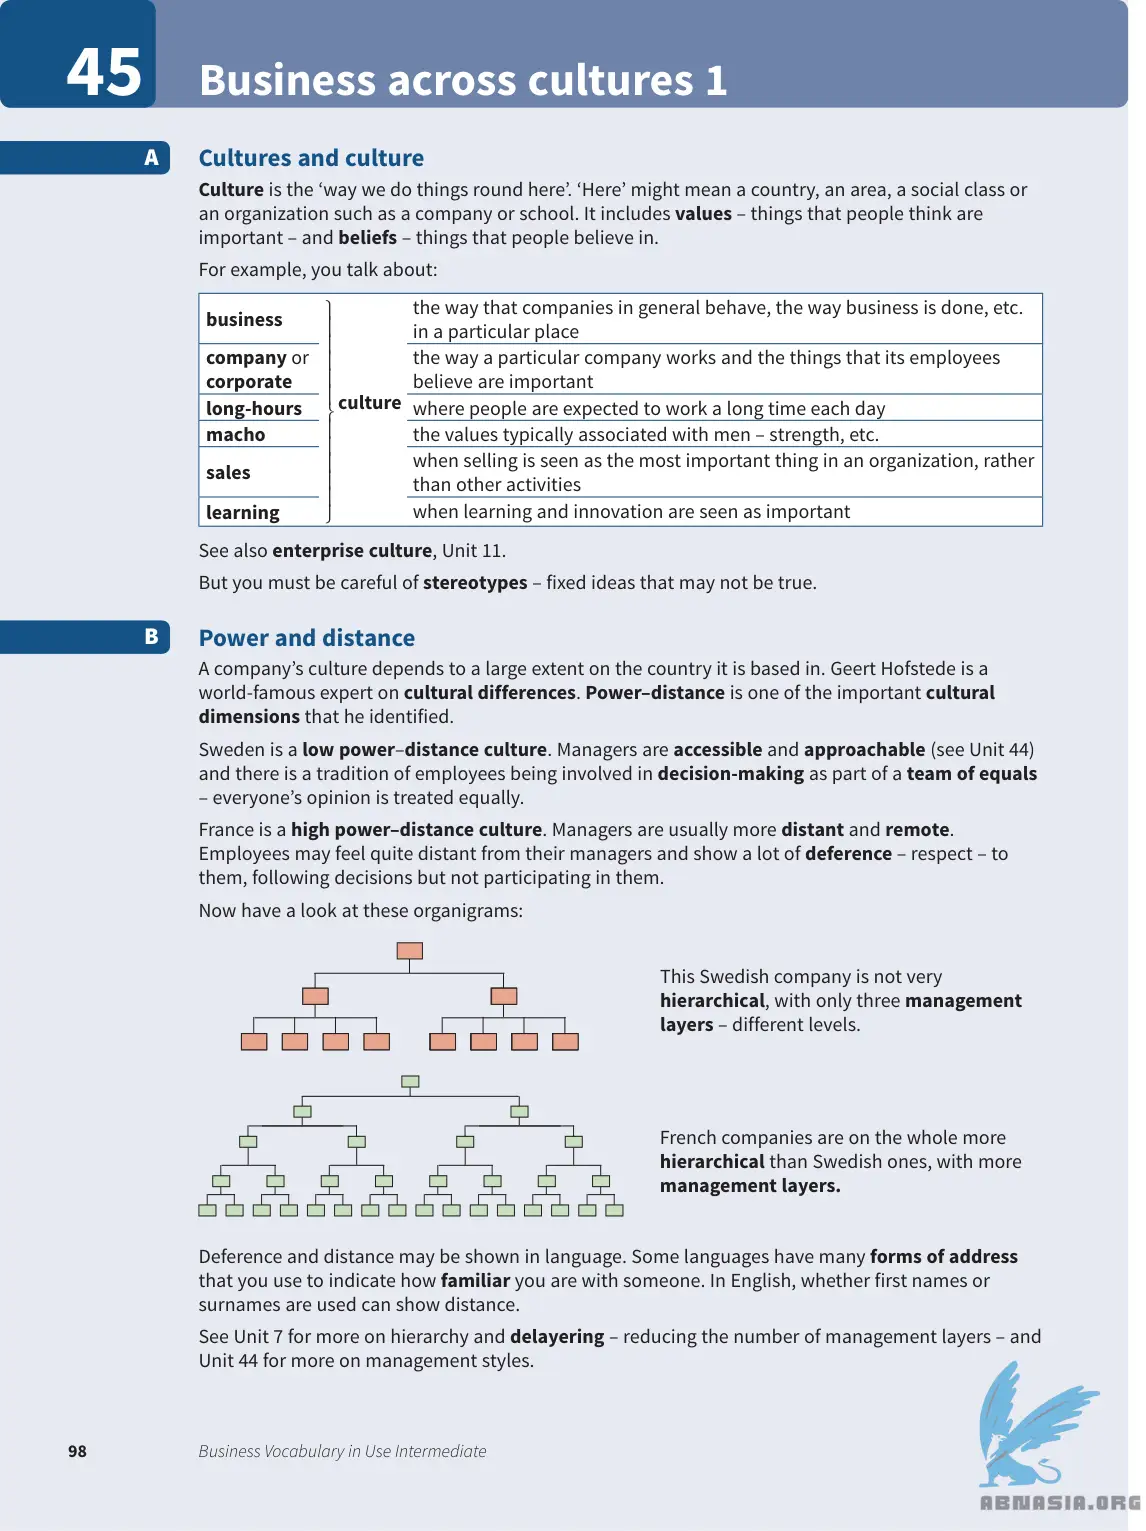 45
Business across cultures 1
A
Cultures and culture
Culture is the ‘way we do things round here’. ‘Here’ might mean a country, an area, a social class or
an organization such as a company or school. It includes values – things that people think are
important – and beliefs – things that people believe in.
For example, you talk about:
business
the way that companies in general behave, the way business is done, etc.
in a particular place
company or
corporate
the way a particular company works and the things that its employees
believe are important
culture
long-hours
where people are expected to work a long time each day
macho
the values typically associated with men – strength, etc.
sales
when selling is seen as the most important thing in an organization, rather
than other activities
learning
when learning and innovation are seen as important
See also enterprise culture, Unit 11.
But you must be careful of stereotypes – fixed ideas that may not be true.
B
Power and distance
A company’s culture depends to a large extent on the country it is based in. Geert Hofstede is a
world-famous expert on cultural differences. Power–distance is one of the important cultural
dimensions that he identified.
Sweden is a low power–distance culture. Managers are accessible and approachable (see Unit 44)
and there is a tradition of employees being involved in decision-making as part of a team of equals
– everyone’s opinion is treated equally.
France is a high power–distance culture. Managers are usually more distant and remote.
Employees may feel quite distant from their managers and show a lot of deference – respect – to
them, following decisions but not participating in them.
Now have a look at these organigrams:
This Swedish company is not very
hierarchical, with only three management
layers – different levels.
French companies are on the whole more
hierarchical than Swedish ones, with more
management layers.
Deference and distance may be shown in language. Some languages have many forms of address
that you use to indicate how familiar you are with someone. In English, whether first names or
surnames are used can show distance.
See Unit 7 for more on hierarchy and delayering – reducing the number of management layers – and
Unit 44 for more on management styles.
98
Business Vocabulary in Use Intermediate
ABNASIA.ORG